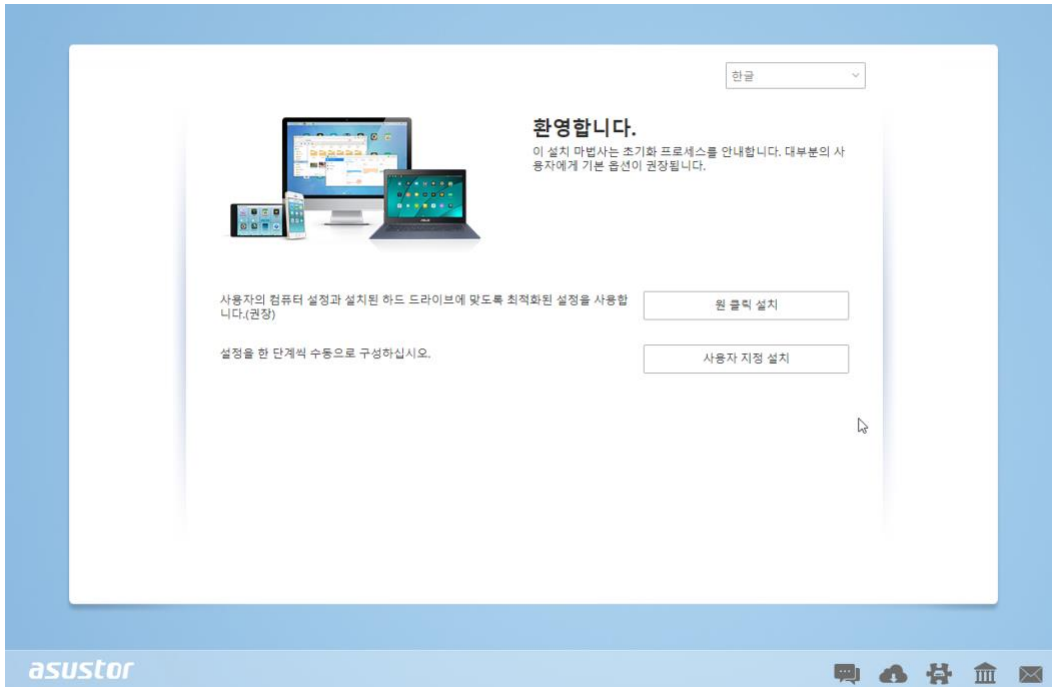 한글
환영합니다.
이 설치 마법사는 초기화 프로세스를 안내합니다. 대부분의 사
용자에게 기본 옵션이 권장됩니다.
사용자의 컴퓨터 설정과 설치된 하드 드라이브에 맞도록 최적화된 설정을 사용합
니다.(권장)
원 클릭 설치
설정을 한 단계씩 수동으로 구성하십시오.
사용자 지정 설치
asustor